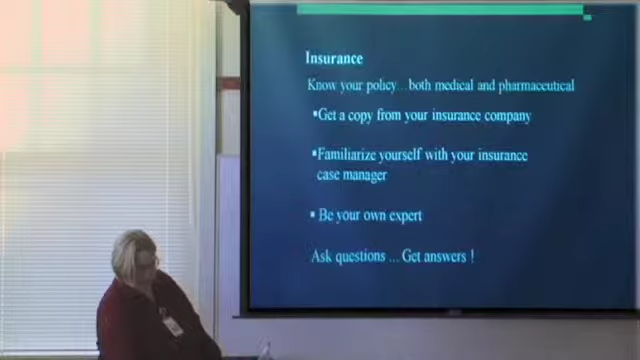 Insurance
Know your policy...both medical and pharmaceutical
▪Get a copy from your insurance company
▪Familiarize yourself with your insurance
case manager
▪ Be your own expert
Ask questions ... Get answers !